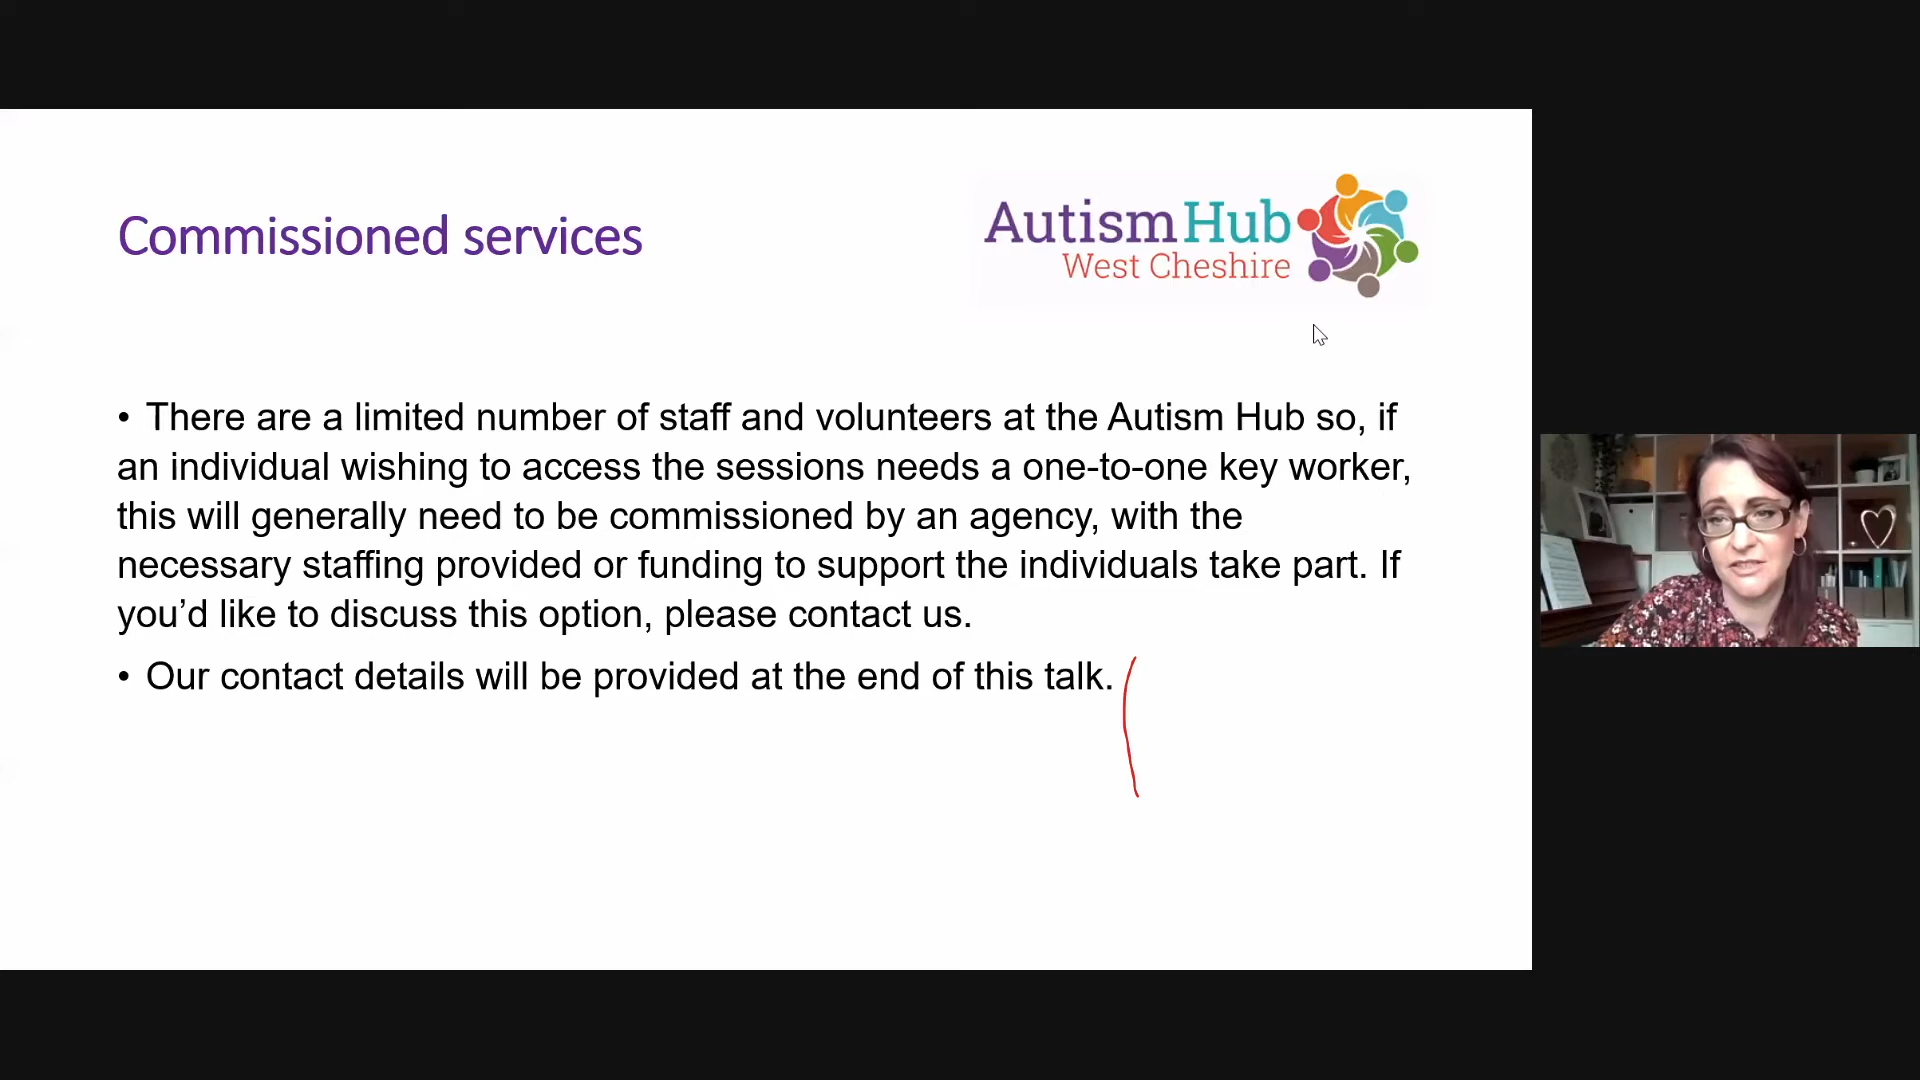 Commissioned services
Autism Hub
West Cheshire
• There are a limited number of staff and volunteers at the Autism Hub so, if
an individual wishing to access the sessions needs a one-to-one key worker,
this will generally need to be commissioned by an agency, with the
necessary staffing provided or funding to support the individuals take part. If
you’d like to discuss this option, please contact us.
• Our contact details will be provided at the end of this talk.